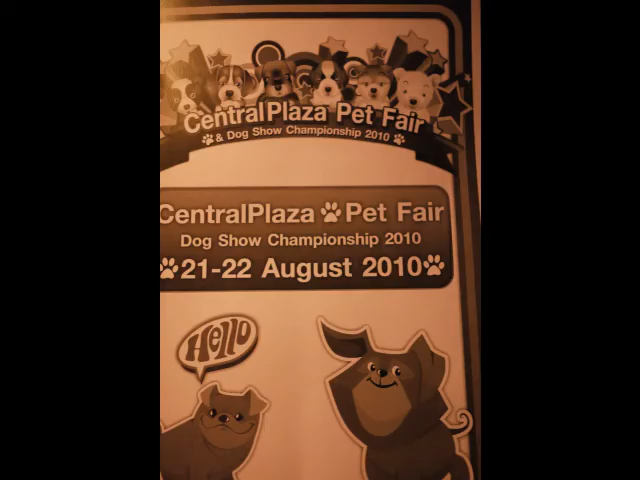 CentralPlaza Pet Fair
& Dog Show Championship 2010
CentralPlaza Pet Fair
Dog Show Championship 2010
21-22 August 2010
Hello